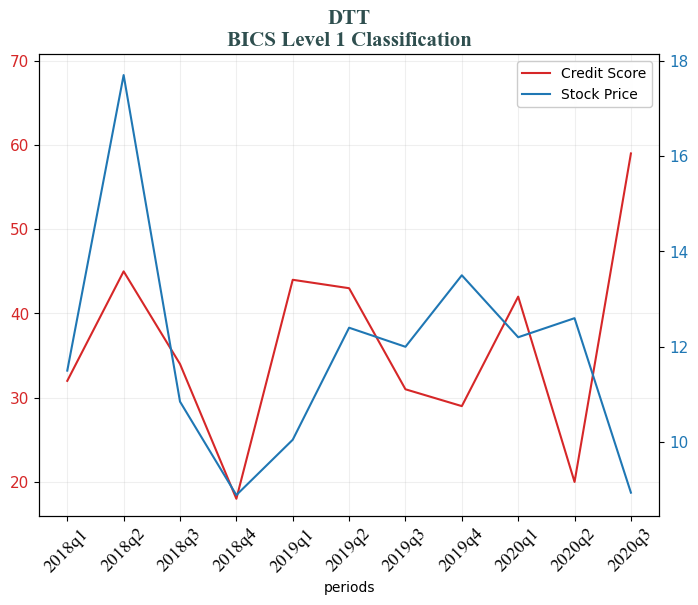 DTT
BICS Level 1 Classification
70
60
50
40
30
20
18
16
14
12
10
Credit Score
Stock Price
2018q1
2018q2
2018q3
2018q4
2019q1
2019q2
2019q3
2019q4
2020q1
2020q2
2020q3
periods